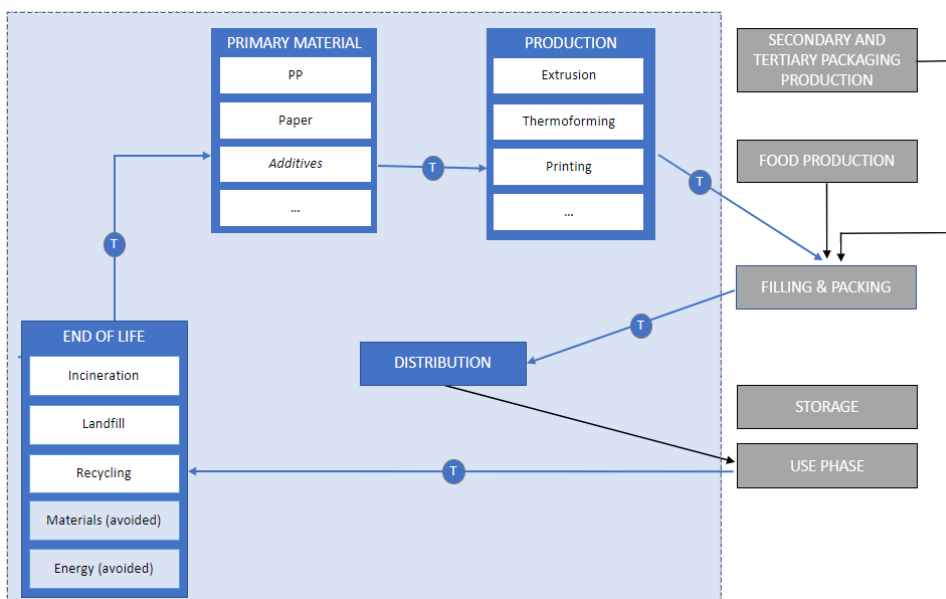 PRIMARY MATERIAL
PP
Paper
Additives
...
T
PRODUCTION
Extrusion
Thermoforming
Printing
...
T
SECONDARY AND
TERTIARY PACKAGING
PRODUCTION
FOOD PRODUCTION
FILLING & PACKING
T
T
DISTRIBUTION
END OF LIFE
Incineration
Landfill
Recycling
Materials (avoided)
Energy (avoided)
T
STORAGE
USE PHASE